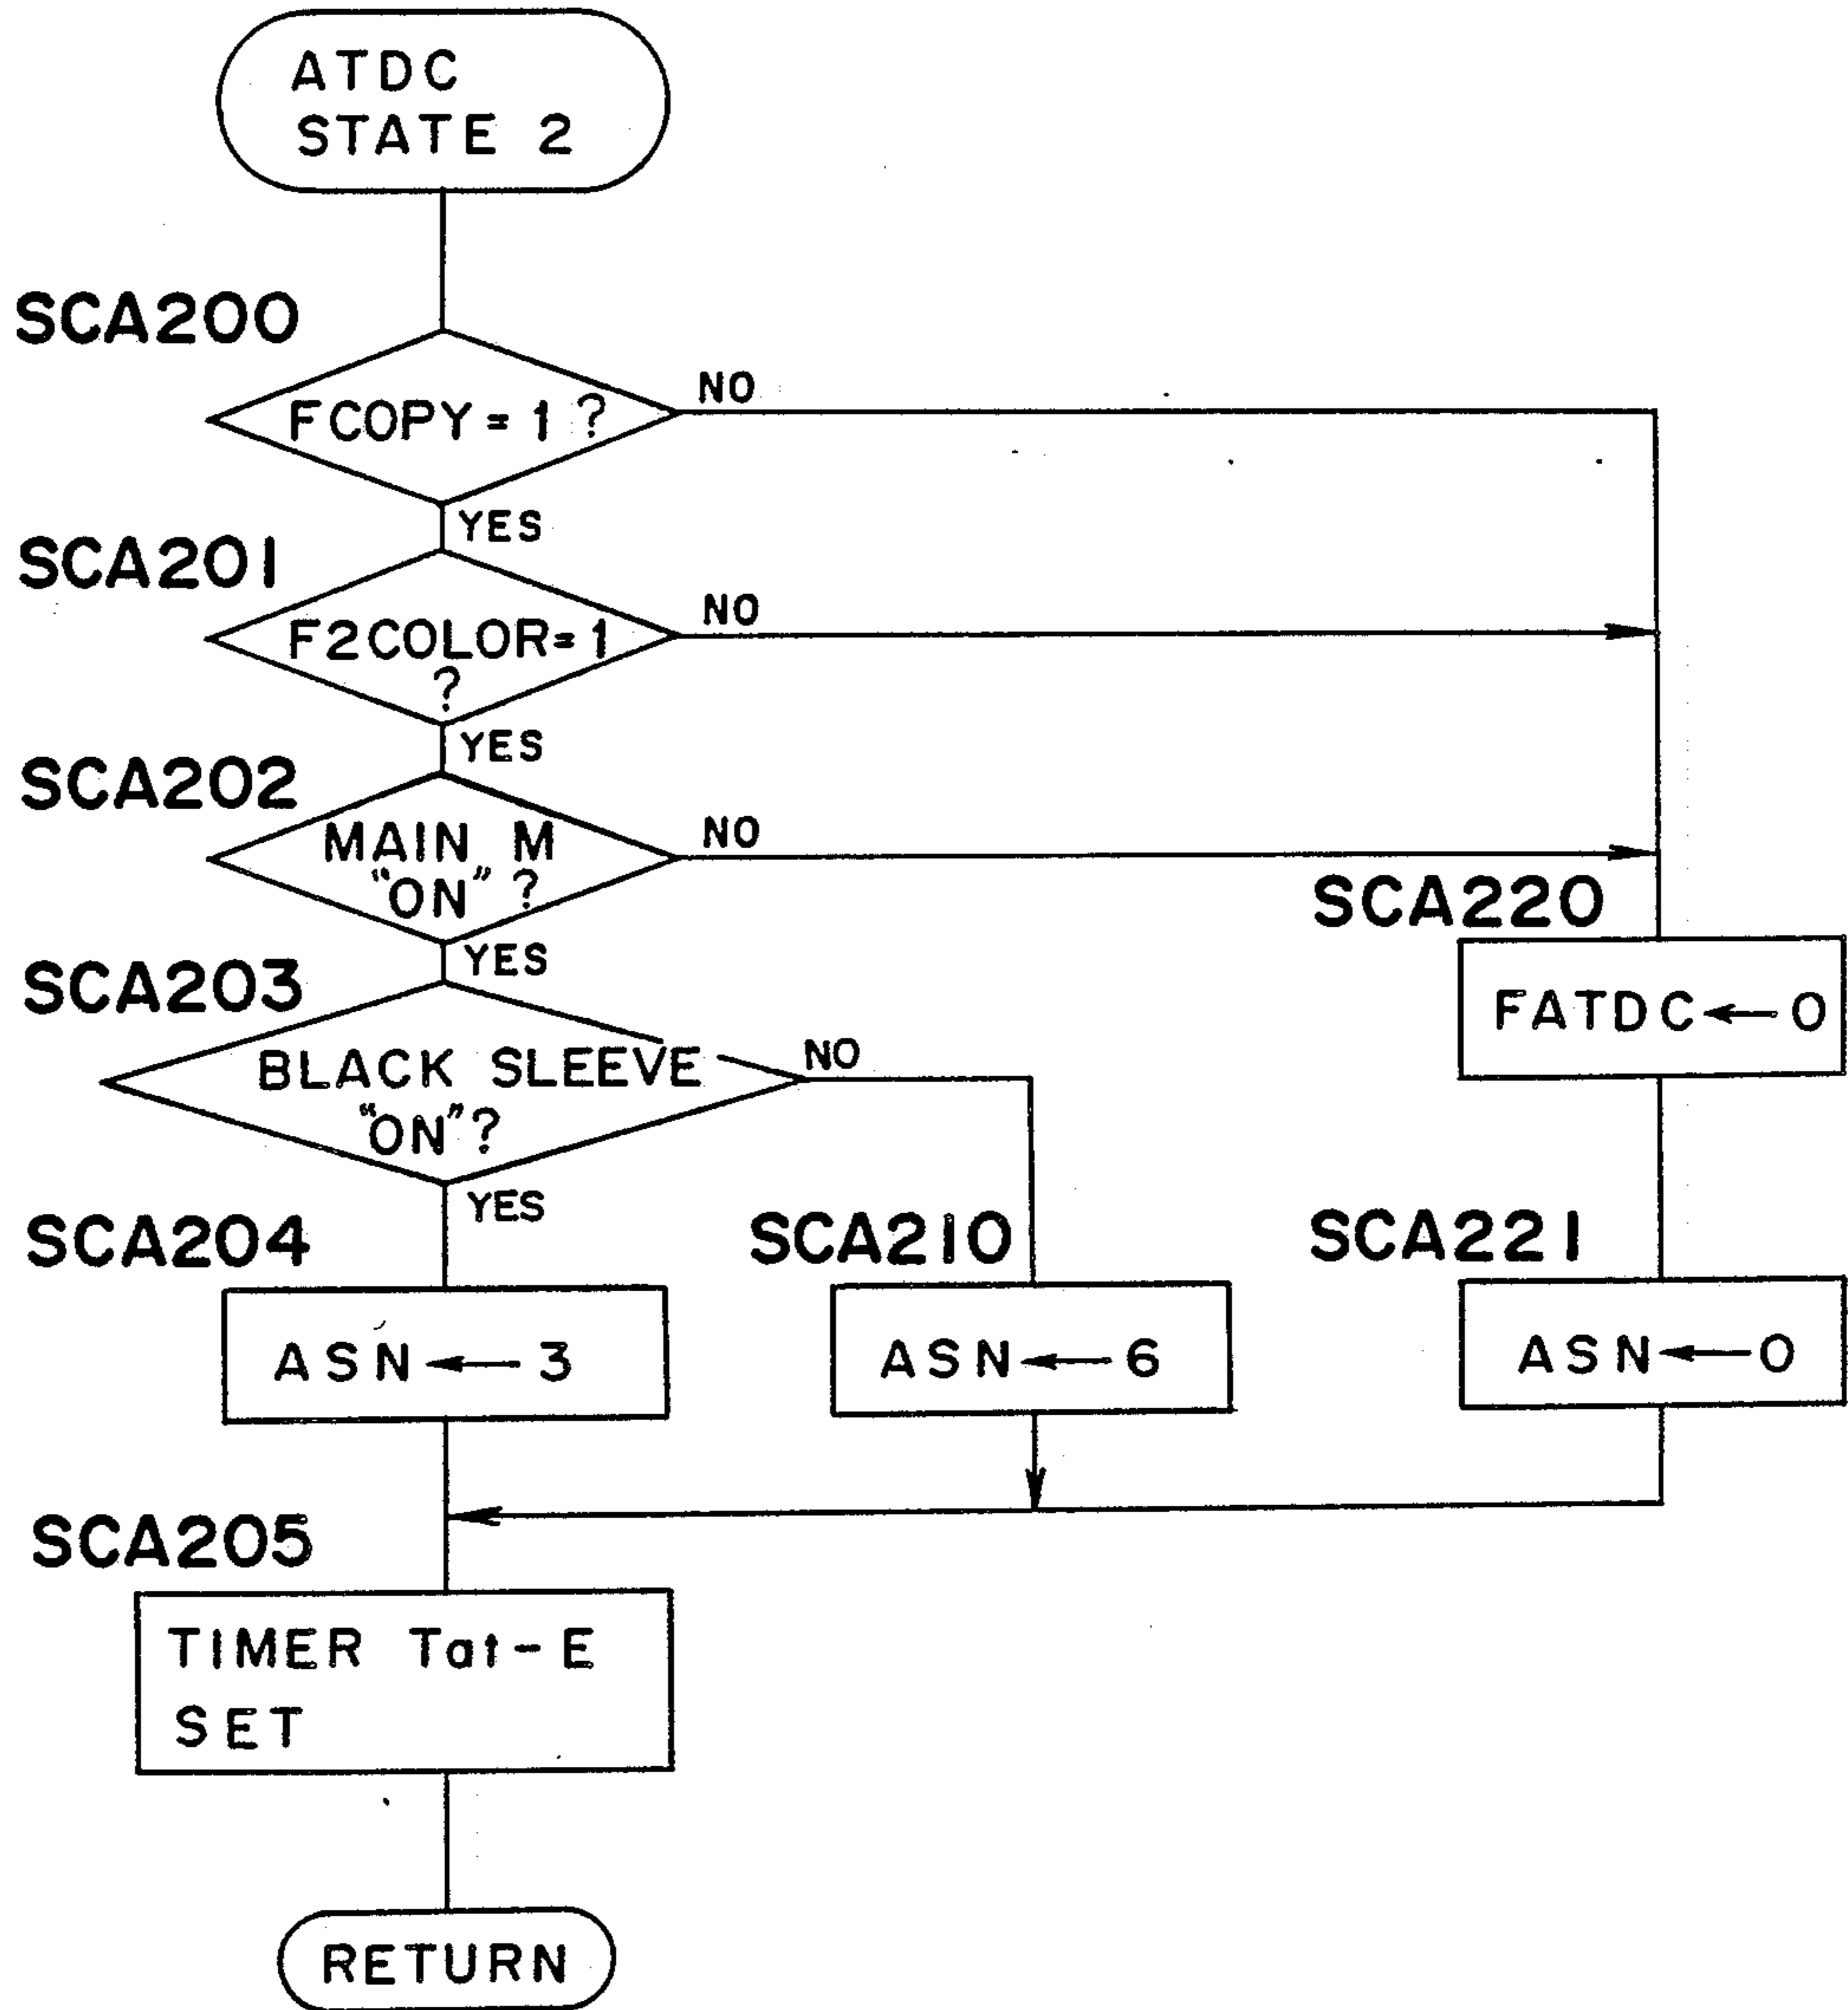 ATDC
STATE 2
SCA200
FCOPY = 1 ?
NO
YES
SCA201
F2COLOR=1
?
NO
YES
SCA202
MAIN M
"ON" ?
NO
YES
SCA203
BLACK SLEEVE
"ON"?
NO
YES
SCA220
FATDC ← 0
SCA204
ASN ← 3
SCA210
ASN ← 6
SCA221
ASN ← 0
SCA205
TIMER Tat-E
SET
RETURN